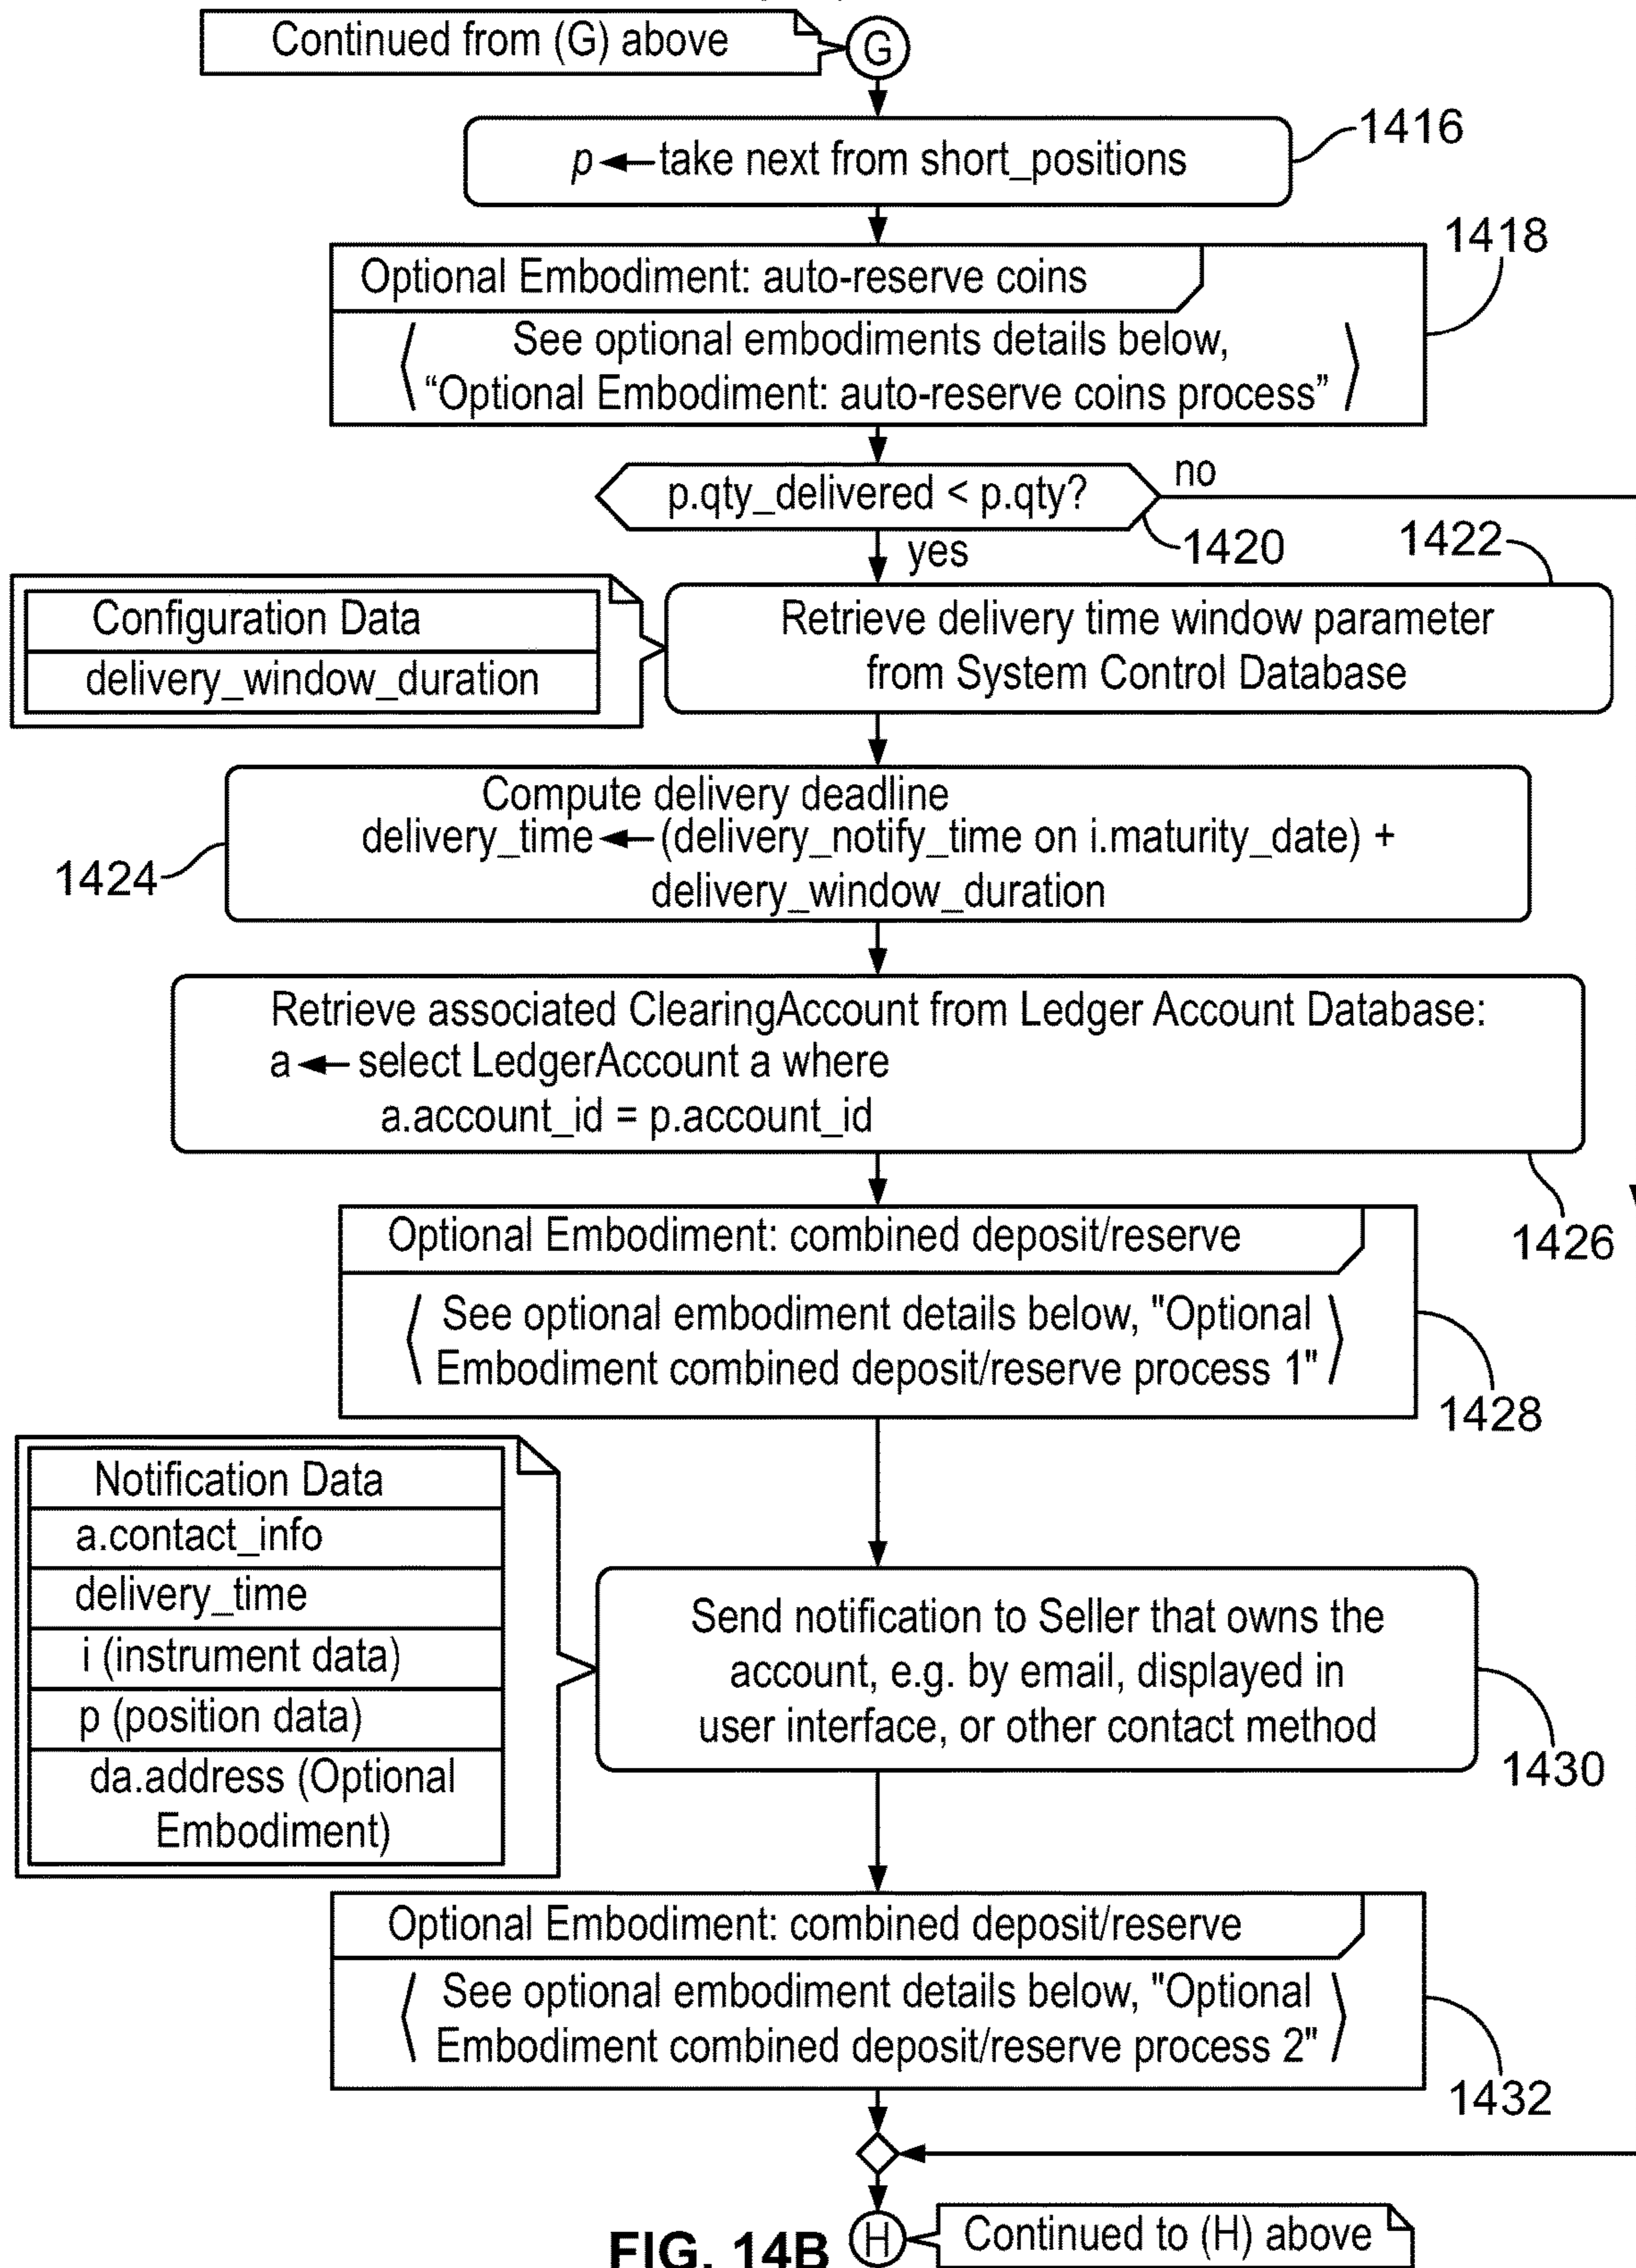 Continued from (G) above
G
p ← take next from short_positions
1416
1418
Optional Embodiment: auto-reserve coins
See optional embodiments details below,
“Optional Embodiment: auto-reserve coins process”
p.qty_delivered < p.qty?
no
1420
yes
1422
Configuration Data
delivery_window_duration
Retrieve delivery time window parameter
from System Control Database
Compute delivery deadline
delivery_time ← (delivery_notify_time on i.maturity_date) +
delivery_window_duration
1424
Retrieve associated ClearingAccount from Ledger Account Database:
a ← select LedgerAccount a where
a.account_id = p.account_id
1426
Optional Embodiment: combined deposit/reserve
See optional embodiment details below, "Optional
Embodiment combined deposit/reserve process 1"
1428
Notification Data
a.contact_info
delivery_time
i (instrument data)
p (position data)
da.address (Optional
Embodiment)
Send notification to Seller that owns the
account, e.g. by email, displayed in
user interface, or other contact method
1430
Optional Embodiment: combined deposit/reserve
See optional embodiment details below, "Optional
Embodiment combined deposit/reserve process 2"
1432
H
Continued to (H) above
FIG. 14B